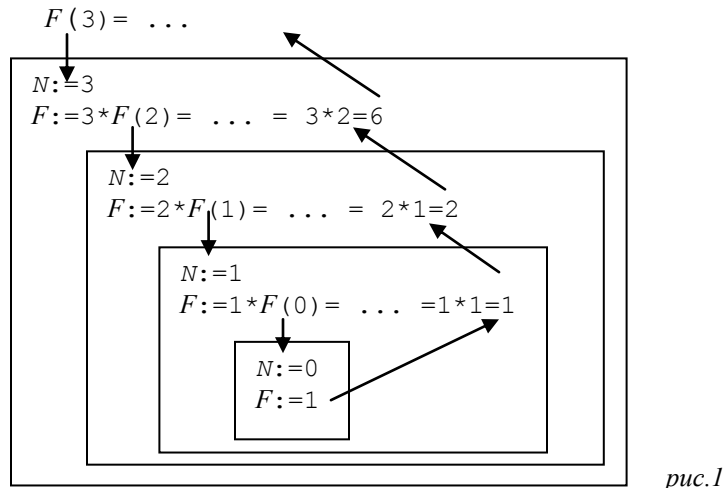 F(3)= ...
N:=3
F:=3*F(2)= ... = 3*2=6
N:=2
F:=2*F(1)= ... = 2*1=2
N:=1
F:=1*F(0)= ... =1*1=1
N:=0
F:=1
рис.1